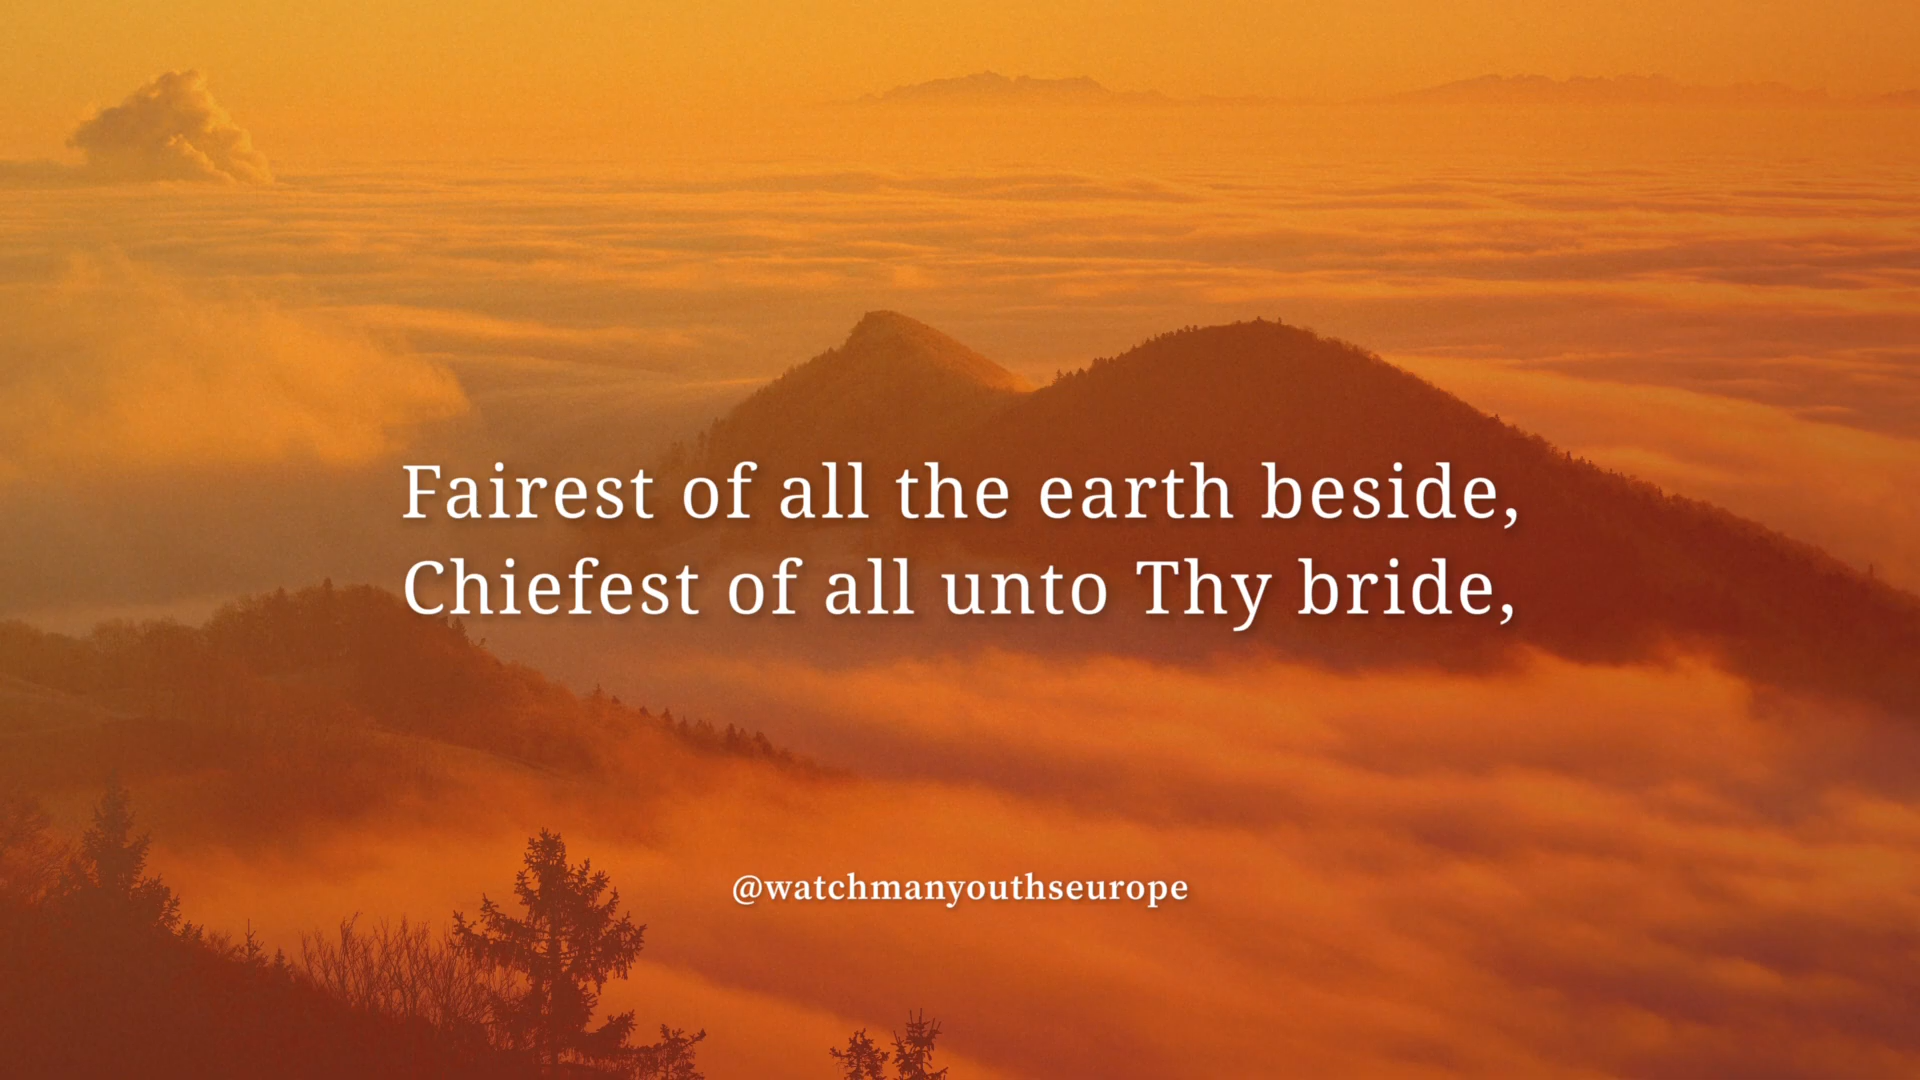 Fairest of all the earth beside,
Chiefest of all unto Thy bride,
@watchmanyouthseurope